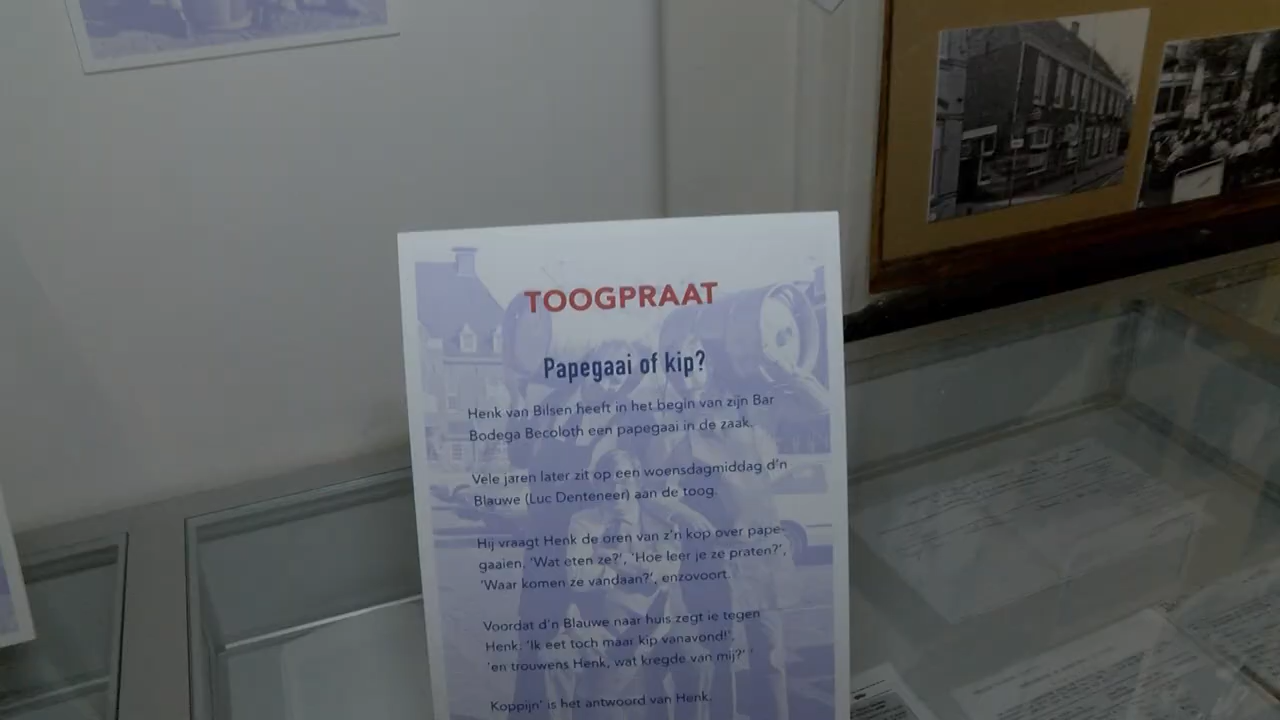 TOOGPRAAT
Papegaai of kip?
Henk van Bilsen heeft in het begin van zijn Bar
Bodega Becoloth een papegaai in de zaak.
Vele jaren later zit op een woensdagmiddag d'n
Blauwe (Luc Denteneer) aan de toog.
Hij vraagt Henk de oren van z'n kop over pape-
gaaien. 'Wat eten ze?', 'Hoe leer je ze praten?',
'Waar komen ze vandaan?', enzovoort.
Voordat d'n Blauwe naar huis zegt ie tegen
Henk: 'Ik eet toch maar kip vanavond!',
'en trouwens Henk, wat kregde van mij?' '
Koppijn' is het antwoord van Henk.